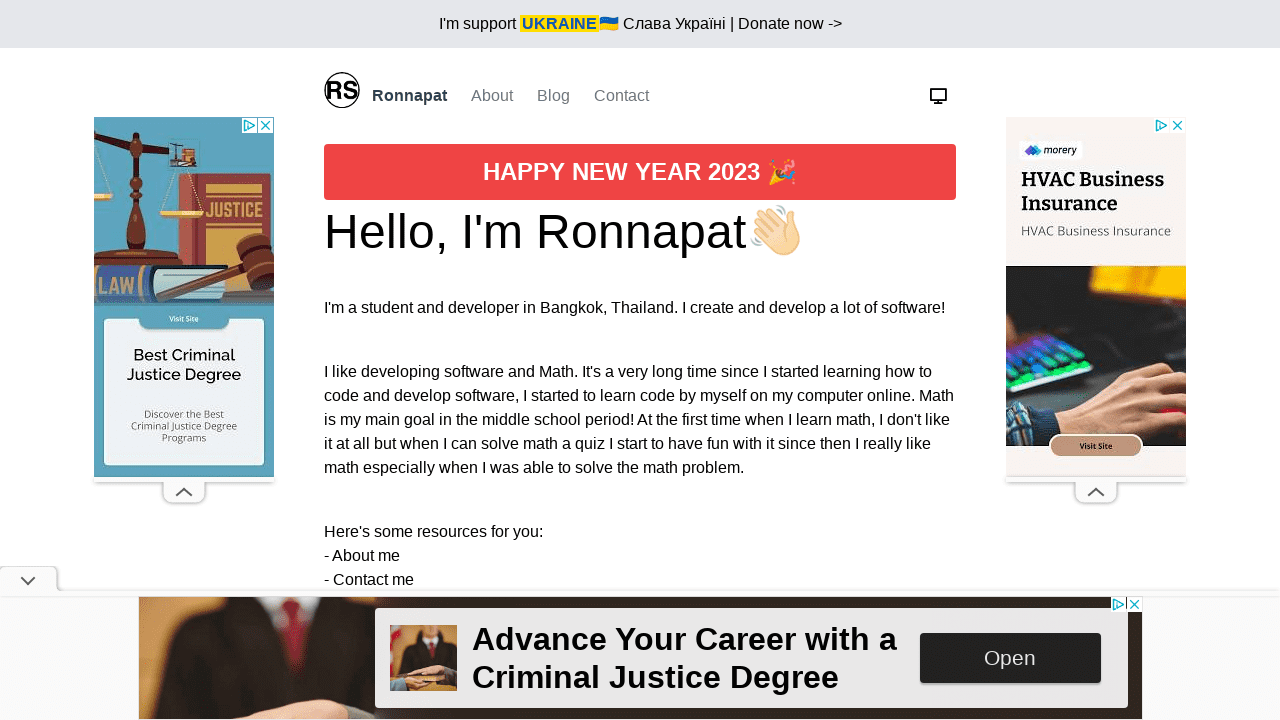 I'm support UKRAINE🇺🇦 Слава Україні | Donate now ->
RS Ronnapat About Blog Contact
HAPPY NEW YEAR 2023 🎉
Hello, I'm Ronnapat👋🏻
I'm a student and developer in Bangkok, Thailand. I create and develop a lot of software!
I like developing software and Math. It's a very long time since I started learning how to
code and develop software, I started to learn code by myself on my computer online. Math
is my main goal in the middle school period! At the first time when I learn math, I don't like
it at all but when I can solve math a quiz I start to have fun with it since then I really like
math especially when I was able to solve the math problem.
Here's some resources for you:
- About me
- Contact me
JUSTICE
LAW
Visit Site
Best Criminal
Justice Degree
Discover the Best
Criminal Justice Degree
Programs
morery
HVAC Business
Insurance
HVAC Business Insurance
Visit Site
Advance Your Career with a
Criminal Justice Degree
Open